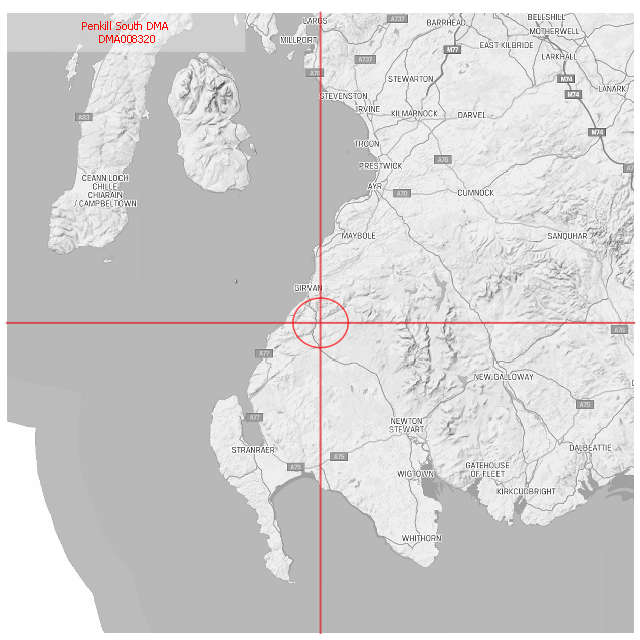 Penkill South DMA
DMA008320
LARGS
A737
BARRHEAD
BELLSHILL
MOTHERWELL
MILLPORT
M77
EAST KILBRIDE
A737
LARKHALL
A78
STEWARTON
M74
LANARK
STEVENSTON
M74
IRVINE
KILMARNOCK
DARVEL
A83
M74
TROON
A76
PRESTWICK
CEANN LOCH
CHILLE
CHIARAIN
/ CAMPBELTOWN
AYR
A70
CUMNOCK
MAYBOLE
SANQUHAR
GIRVAN
A76
A77
NEW GALLOWAY
A75
A77
NEWTON
STEWART
STRANRAER
A75
DALBEATTIE
A75
WIGTOWN
GATEHOUSE
OF FLEET
KIRKCUDBRIGHT
WHITHORN